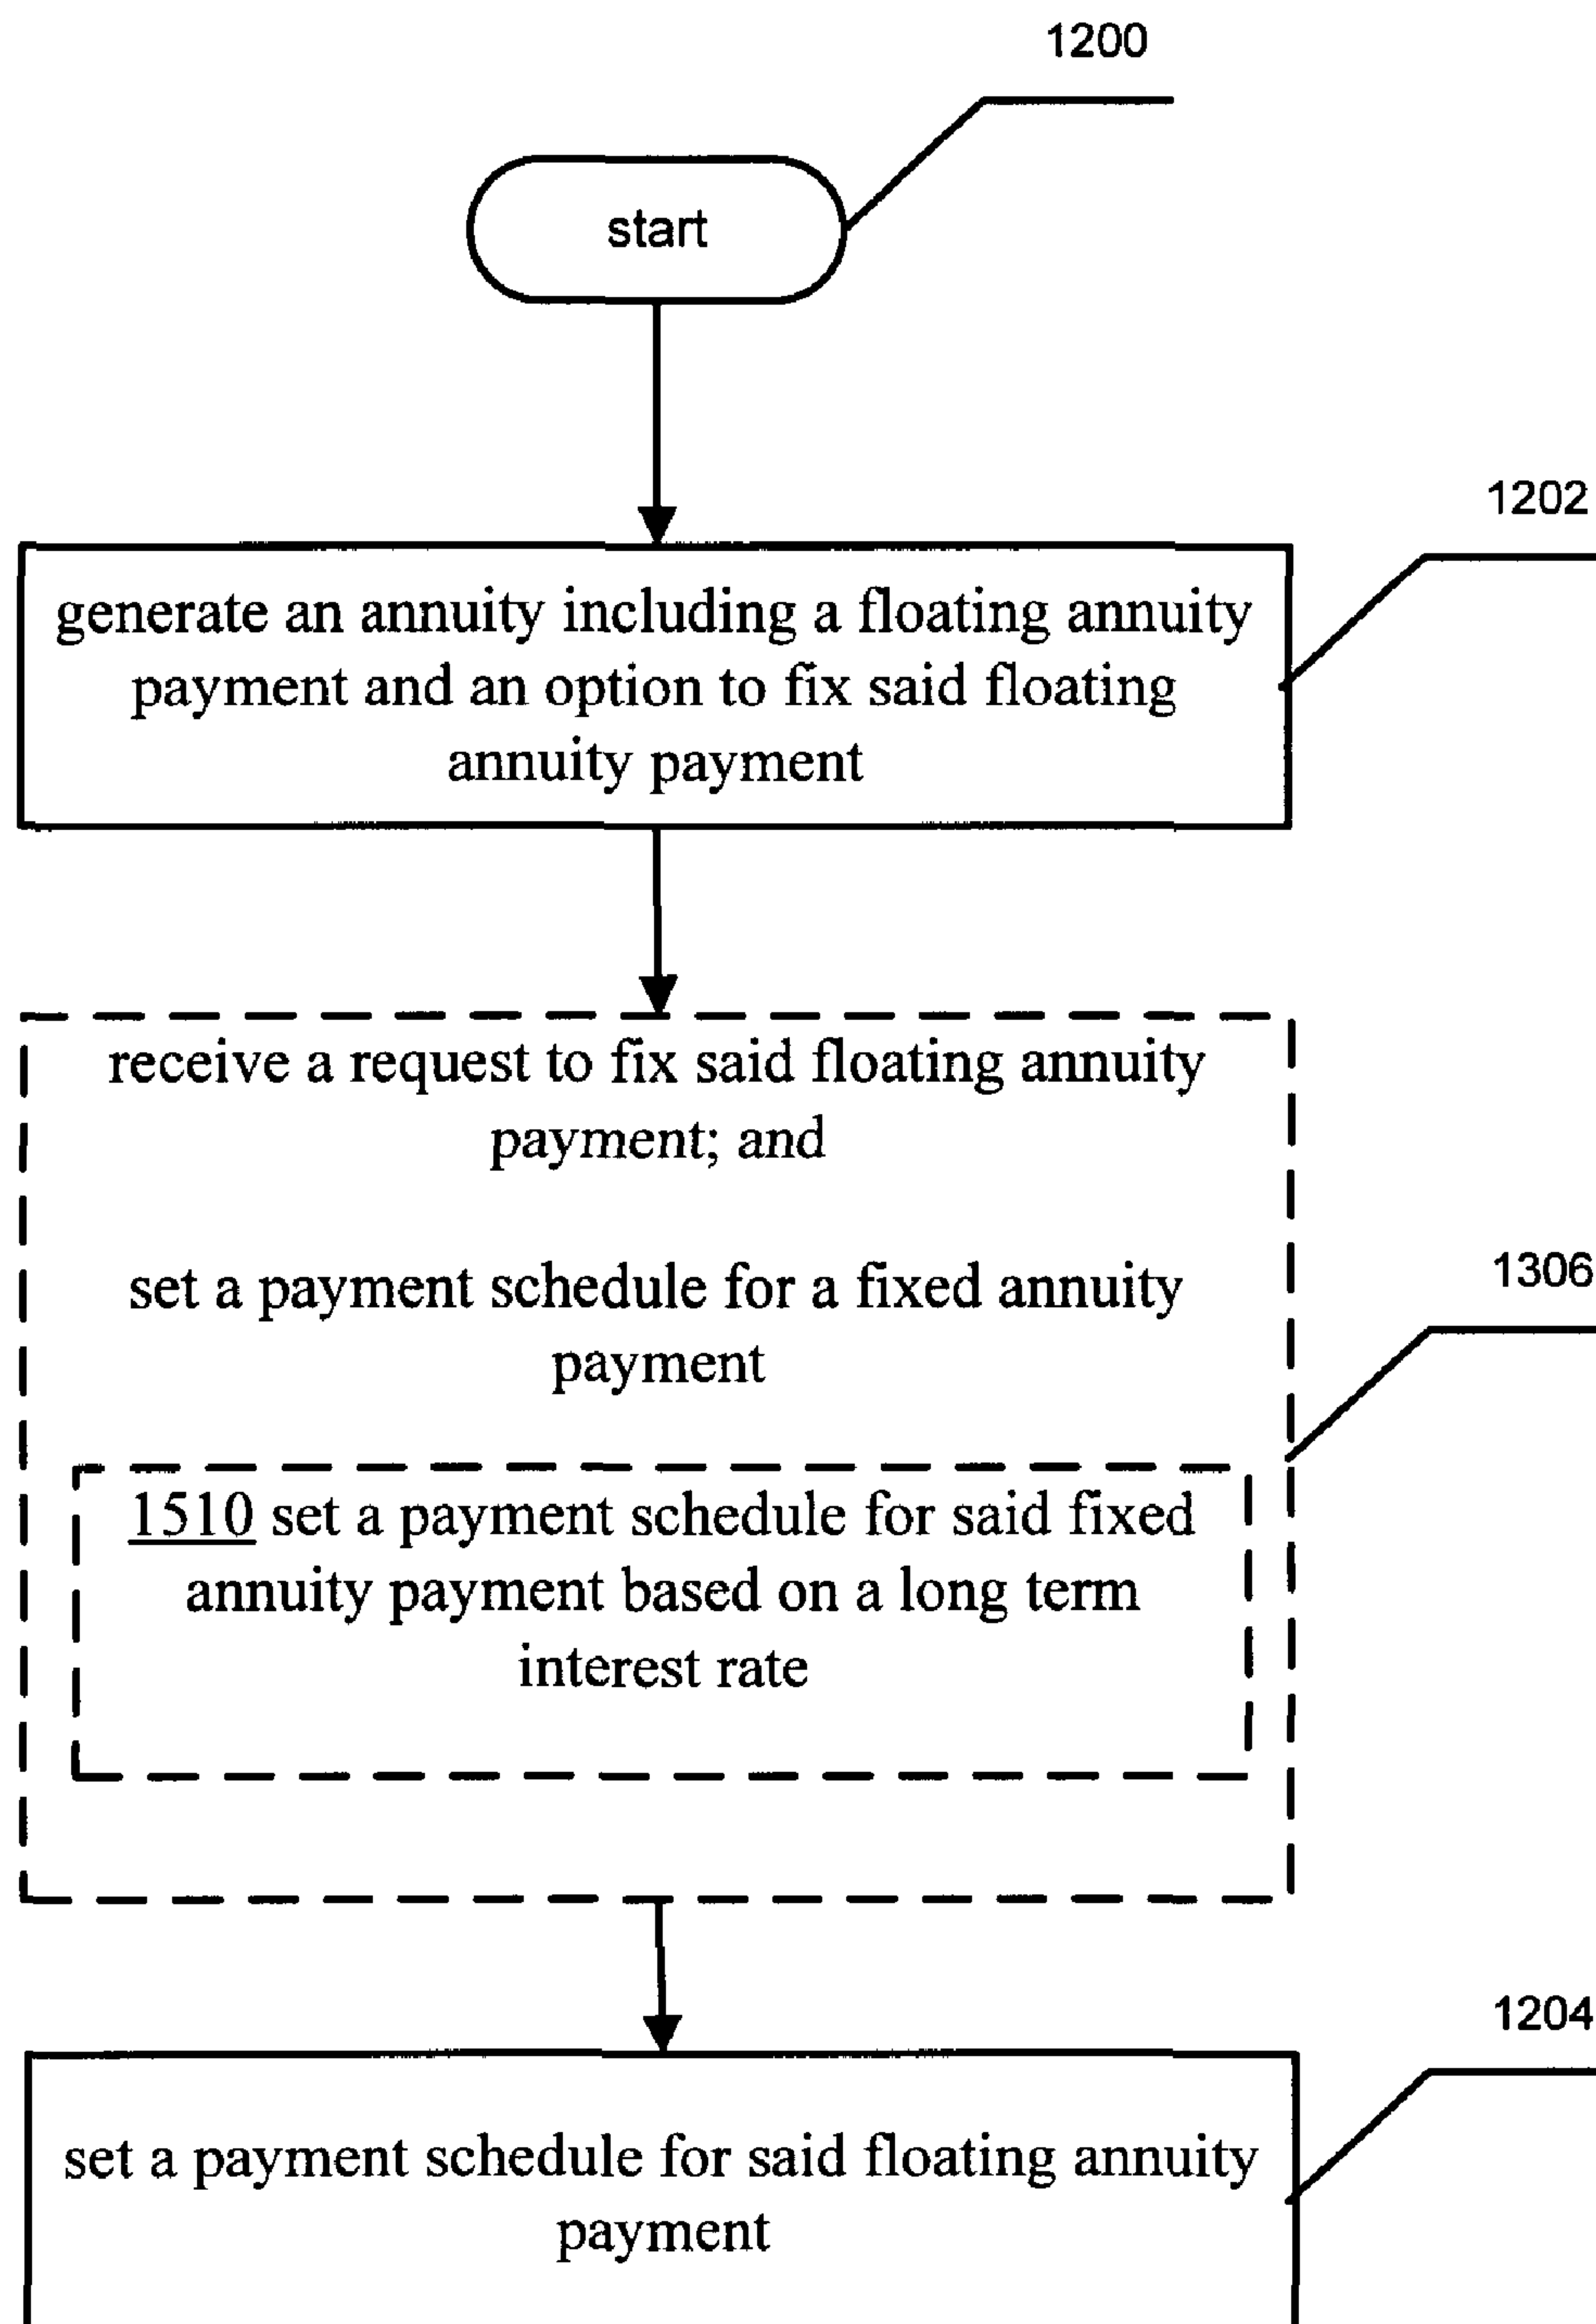 1200
start
1202
generate an annuity including a floating annuity
payment and an option to fix said floating
annuity payment
receive a request to fix said floating annuity
payment; and
set a payment schedule for a fixed annuity
payment
1306
1510 set a payment schedule for said fixed
annuity payment based on a long term
interest rate
1204
set a payment schedule for said floating annuity
payment